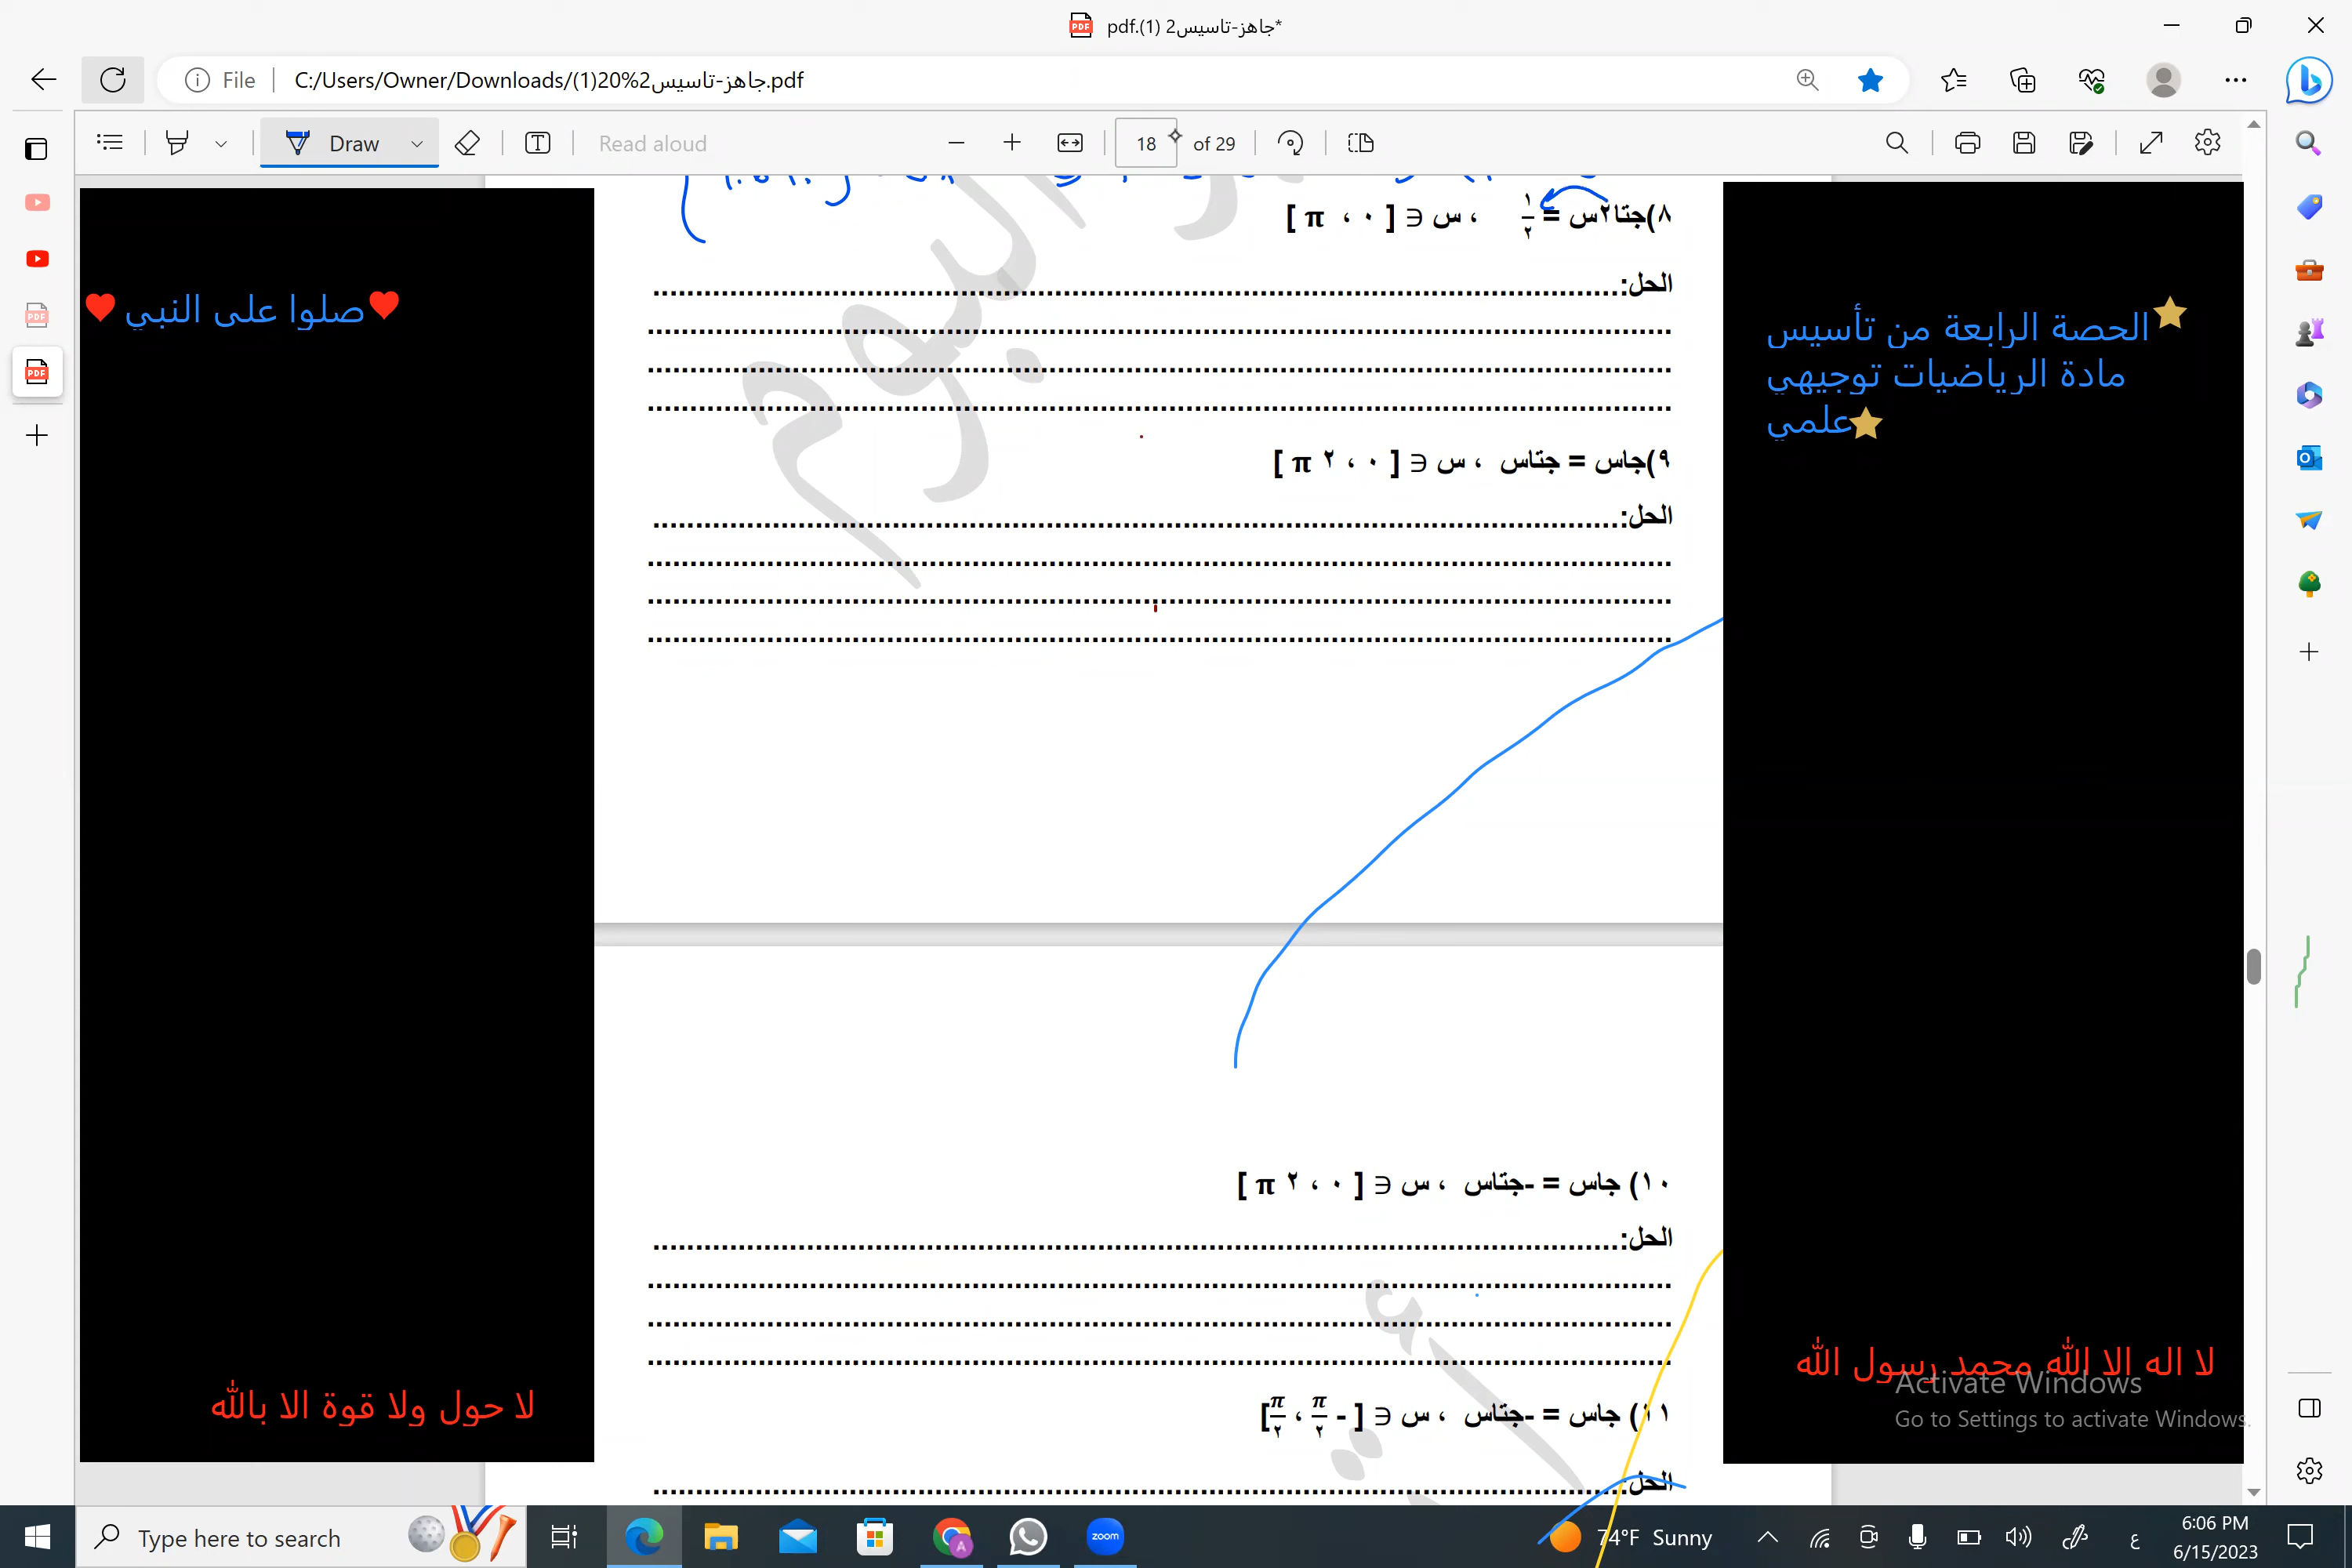 جاهز-تاسيس2 (1).pdf*
File
C:/Users/Owner/Downloads/(1)20%2جاهز-تاسيس.pdf
Draw
Read aloud
18
of 29
٨)جتا٢س = ١/٢ ، س ∈ [ ٠ ، π ]
الحل:
٩)جاس = جتاس ، س ∈ [ ٠ ، ٢ π ]
الحل:
١٠) جاس = -جتاس ، س ∈ [ ٠ ، ٢ π ]
الحل:
١١) جاس = -جتاس ، س ∈ [ - π/٢ ، π/٢ ]
الحل:
صلوا على النبي
لا حول ولا قوة الا بالله
الحصة الرابعة من تأسيس
مادة الرياضيات توجيهي
علمي
لا اله الا الله محمد رسول الله
Activate Windows
Go to Settings to activate Windows.
Type here to search
zoom
74°F Sunny
ع
6:06 PM
6/15/2023